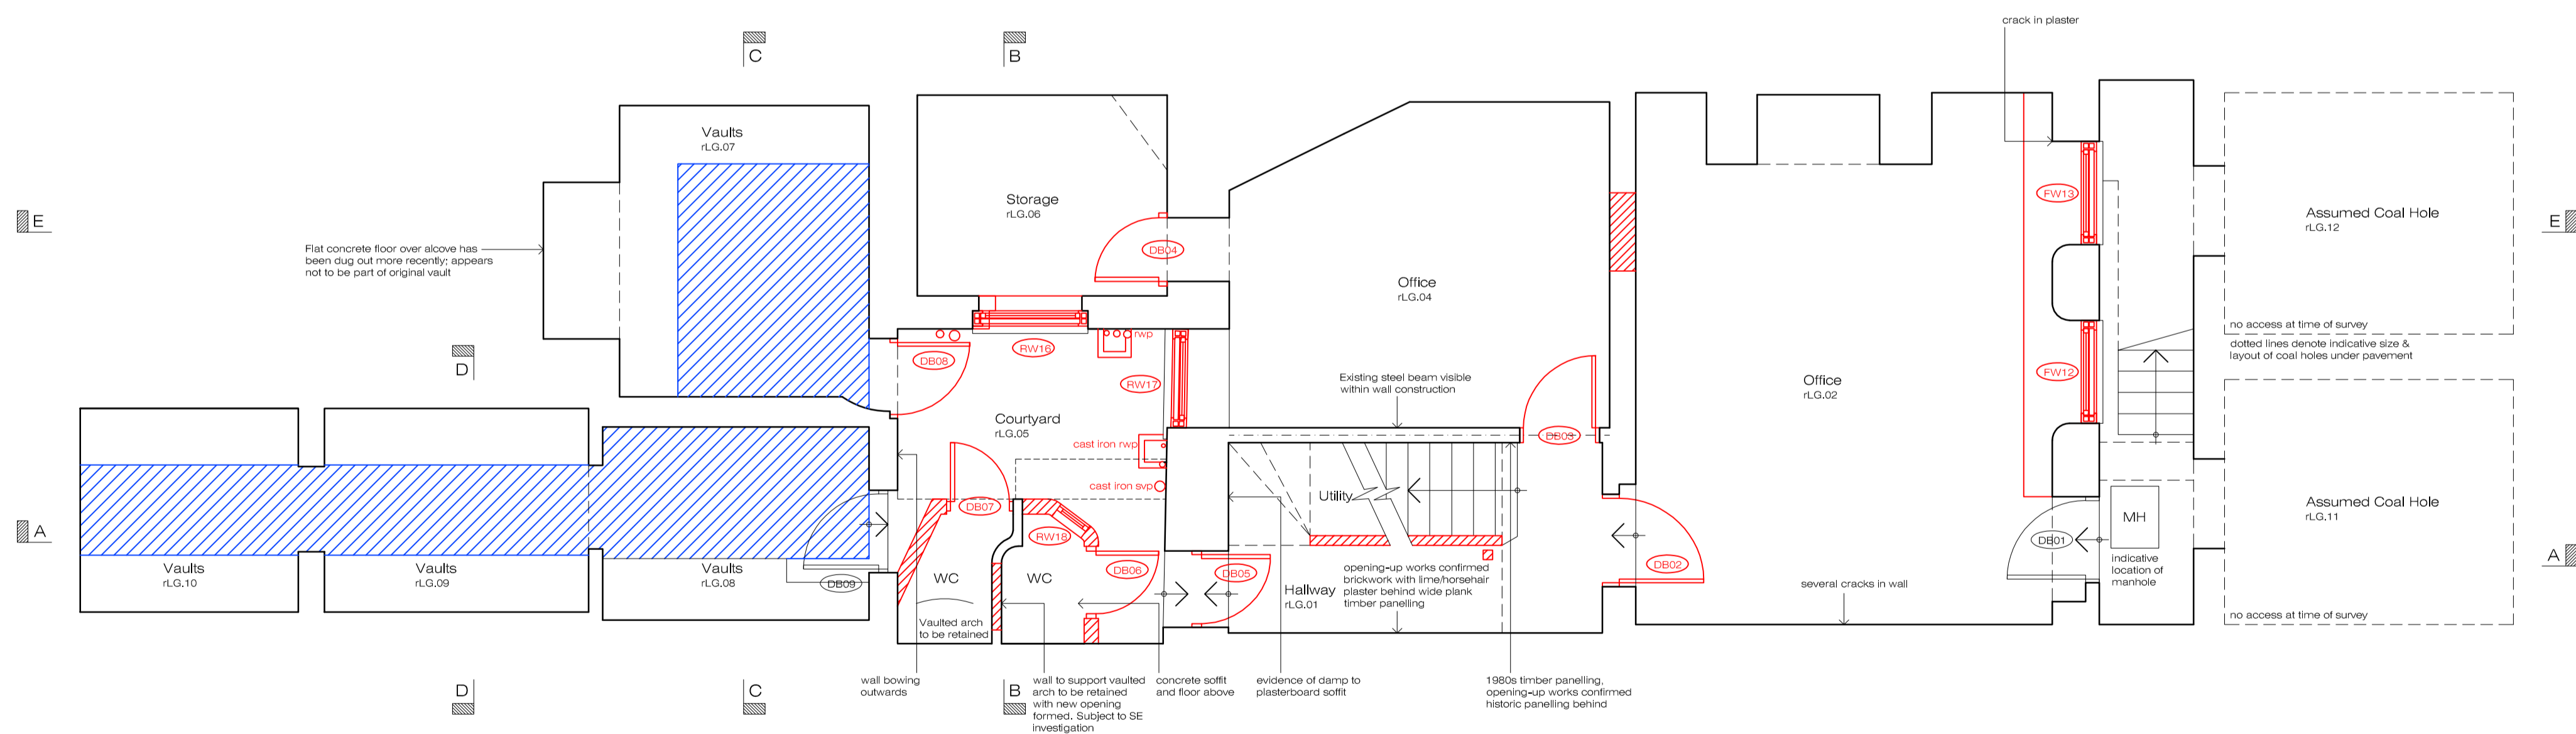 crack in plaster
C
B
Vaults
rLG.07
Storage
rLG.06
E
Flat concrete floor over alcove has
been dug out more recently; appears
not to be part of original vault
DB04
Office
rLG.04
FW13
Assumed Coal Hole
rLG.12
E
no access at time of survey
dotted lines denote indicative size &
layout of coal holes under pavement
D
DB08
RW16
rwp
RW17
Existing steel beam visible
within wall construction
Office
rLG.02
FW12
Courtyard
rLG.05
cast iron rwp
DB03
cast iron svp
Utility
DB07
RW18
A
Vaults
rLG.10
Vaults
rLG.09
Vaults
rLG.08
DB09
WC
WC
DB06
DB05
DB02
Hallway
rLG.01
opening-up works confirmed
brickwork with lime/horsehair
plaster behind wide plank
timber panelling
several cracks in wall
DB01
MH
indicative
location of
manhole
Assumed Coal Hole
rLG.11
A
no access at time of survey
Vaulted arch
to be retained
D
C
wall bowing
outwards
B
wall to support vaulted
arch to be retained
with new opening
formed. Subject to SE
investigation
concrete soffit
and floor above
evidence of damp to
plasterboard soffit
1980s timber panelling,
opening-up works confirmed
historic panelling behind